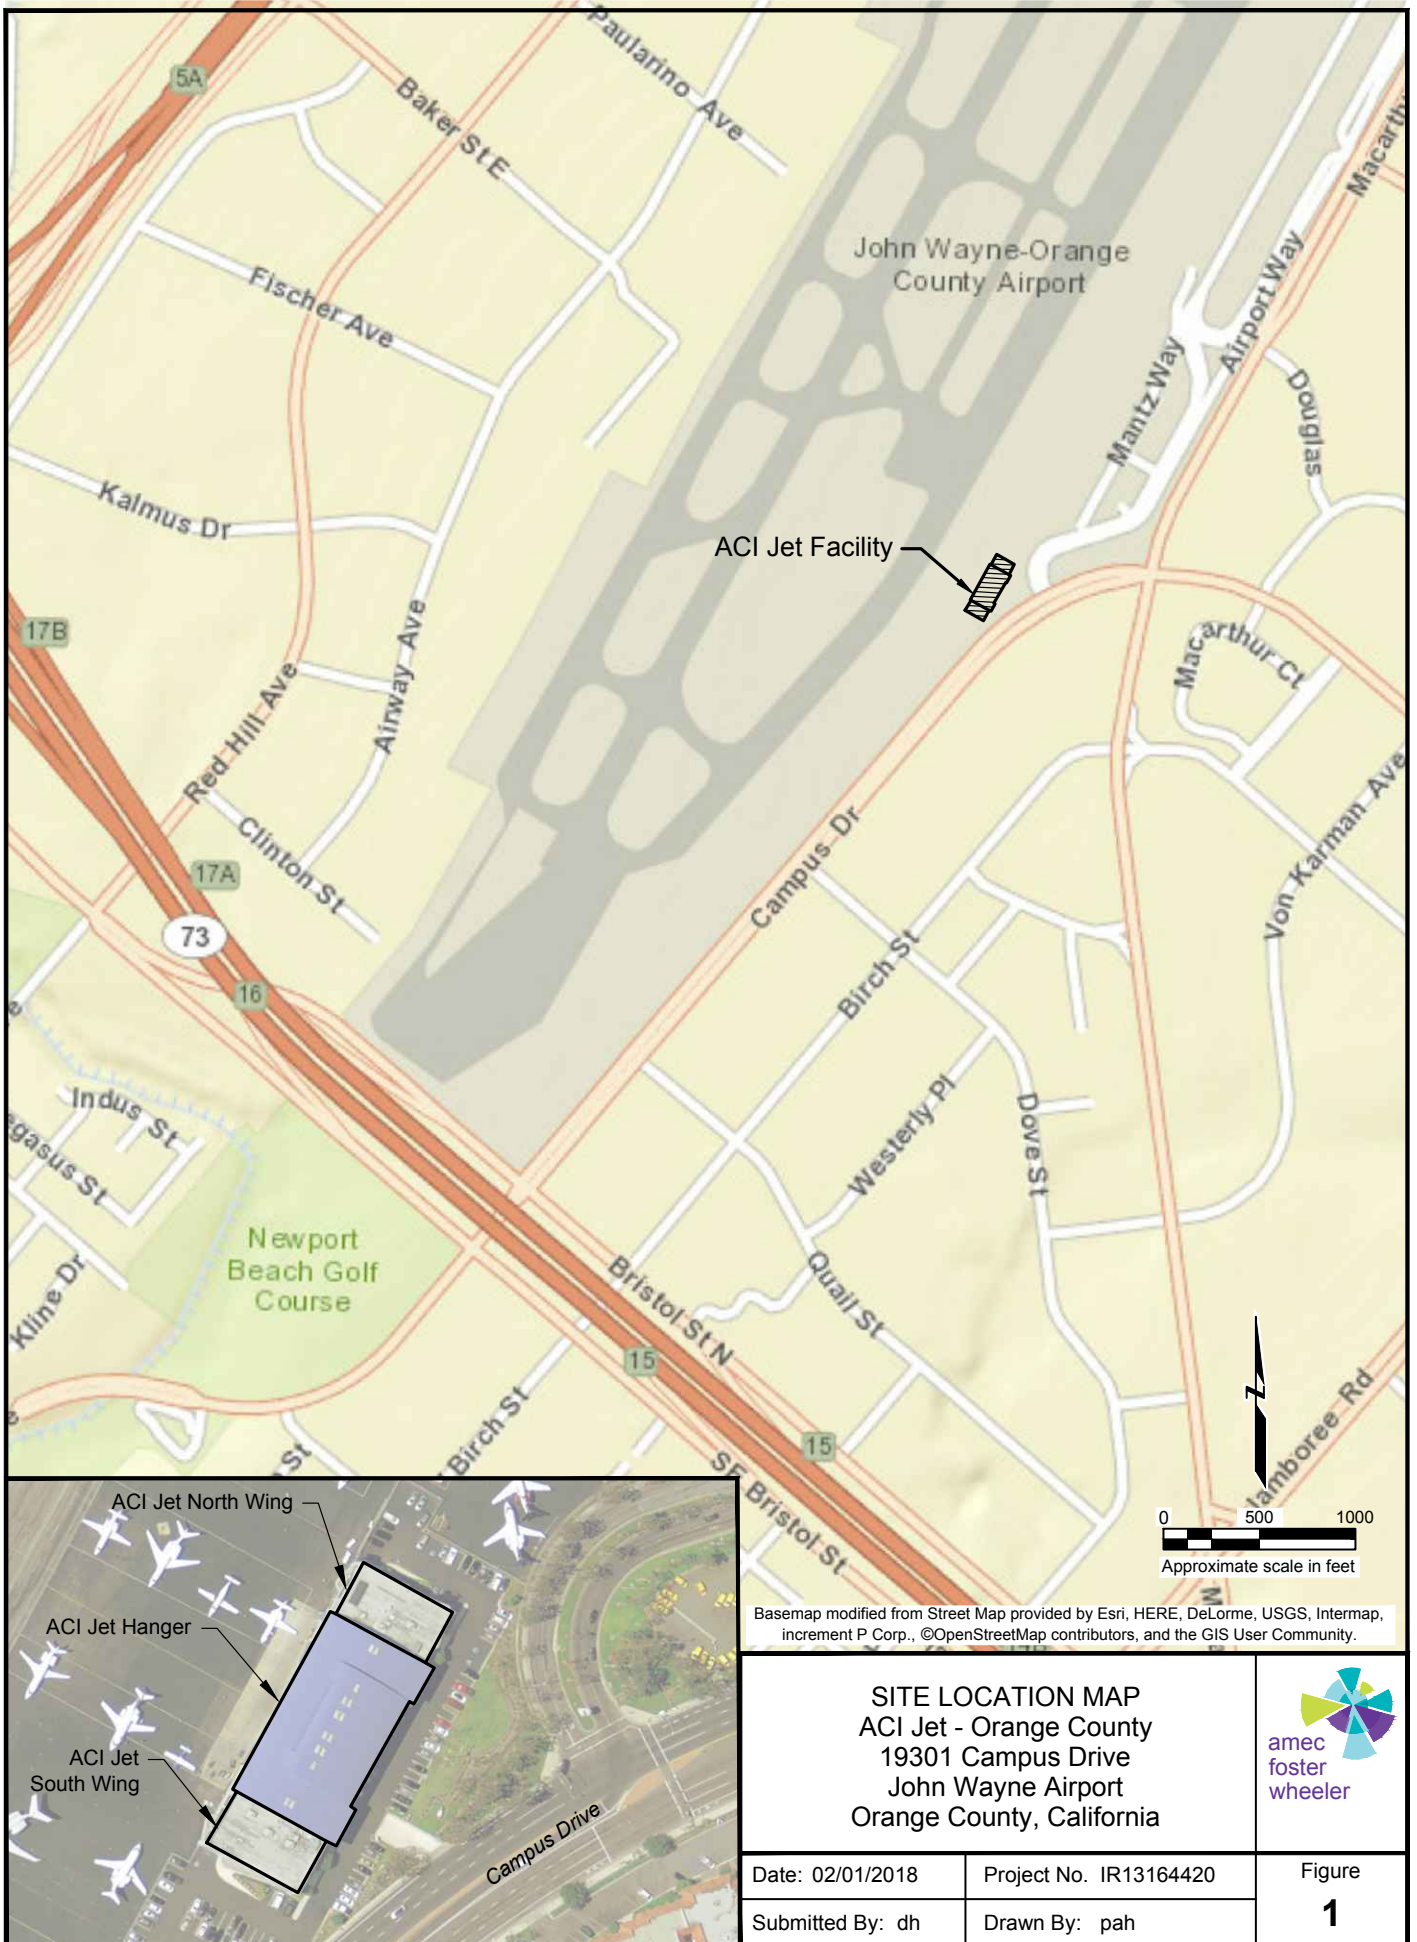 5A
Paularino Ave
Baker St E
John Wayne-Orange
County Airport
Airport Way
Mantz Way
Douglas
Fischer Ave
Kalmus Dr
ACI Jet Facility
17B
Macarthur Ct
Red Hill Ave
Airway Ave
Clinton St
17A
73
16
Campus Dr
Von Karman Ave
Birch St
Westerly Pl
Dove St
Indus St
Kline Dr
Newport
Beach Golf
Course
Quail St
Bristol St N
15
15
Birch St
SE Bristol St
Jamboree Rd
Z
0 500 1000
Approximate scale in feet
Basemap modified from Street Map provided by Esri, HERE, DeLorme, USGS, Intermap,
increment P Corp., ©OpenStreetMap contributors, and the GIS User Community.
ACI Jet North Wing
ACI Jet Hanger
ACI Jet
South Wing
Campus Drive
SITE LOCATION MAP
ACI Jet - Orange County
19301 Campus Drive
John Wayne Airport
Orange County, California
amec
foster
wheeler
Date: 02/01/2018
Project No. IR13164420
Figure
1
Submitted By: dh
Drawn By: pah